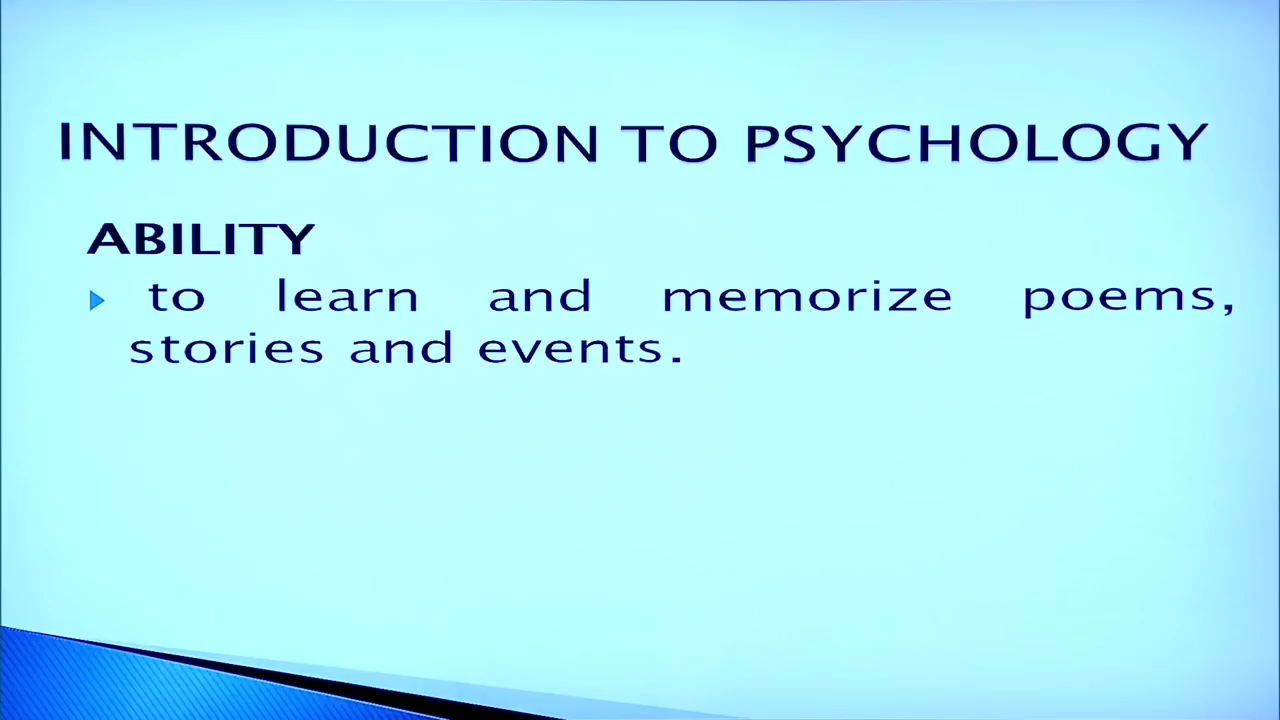 INTRODUCTION TO PSYCHOLOGY
ABILITY
to learn and memorize poems,
stories and events.